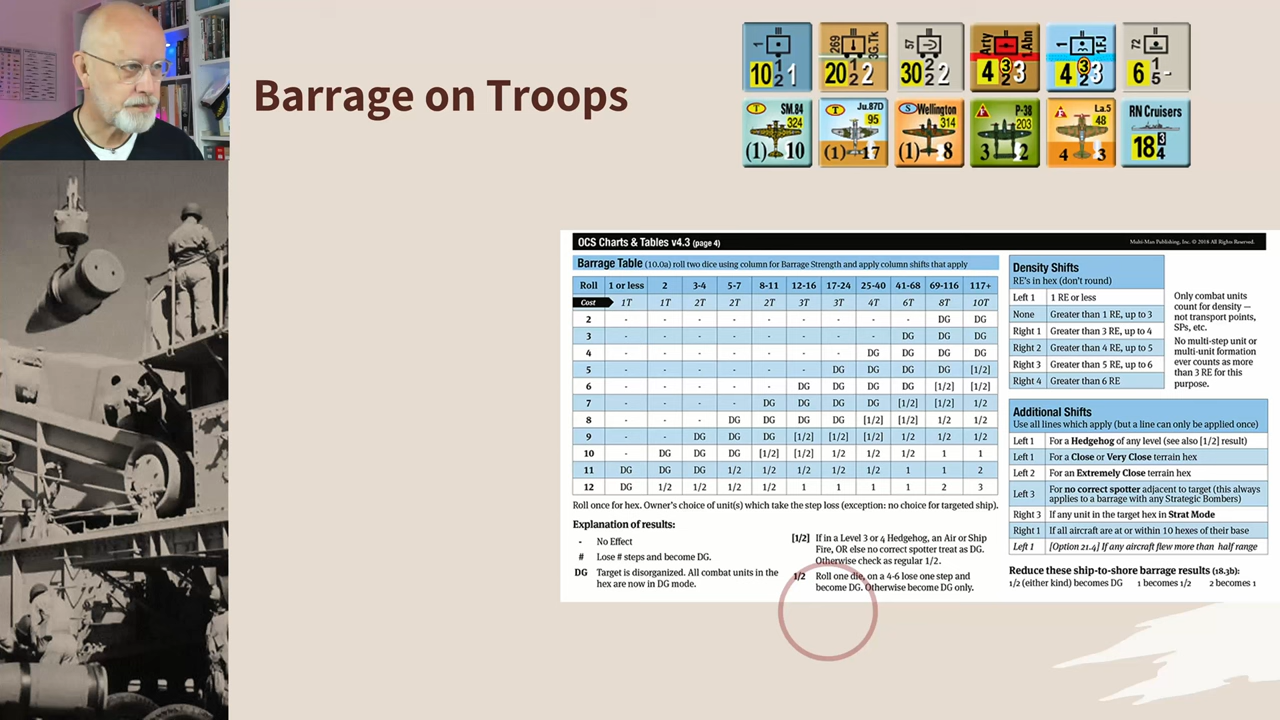 Barrage on Troops
1 10 1/2 1
269 G.Tk 20 1/2 2
57 30 2/2 2
Arty 1.Abn 4 3 2 3
1 1.FJ 4 3 2 3
72 6 1/5 -
T SM.84 324 (1) 10
T Ju.87D 95 (1) 17
S Wellington 314 (1) 8
F P-38 203 3 2
F La.5 48 4 3
RN Cruisers 18 3/4
OCS Charts & Tables v4.3 (page 4)
Multi-Man Publishing, Inc. © 2018 All Rights Reserved.
Barrage Table (10.0a) roll two dice using column for Barrage Strength and apply column shifts that apply
Roll 1 or less 2 3-4 5-7 8-11 12-16 17-24 25-40 41-68 69-116 117+
Cost 1T 1T 2T 2T 2T 3T 3T 4T 6T 8T 10T
2 - - - - - - - - - DG DG
3 - - - - - - - - DG DG DG
4 - - - - - - - DG DG DG DG
5 - - - - - - DG DG DG DG [1/2]
6 - - - - - DG DG DG DG [1/2] [1/2]
7 - - - - DG DG DG DG [1/2] [1/2] 1/2
8 - - - DG DG DG DG [1/2] [1/2] 1/2 1/2
9 - - DG DG DG [1/2] [1/2] [1/2] 1/2 1/2 1/2
10 - DG DG DG [1/2] [1/2] 1/2 1/2 1/2 1 1
11 DG DG DG 1/2 1/2 1/2 1/2 1/2 1 1 2
12 DG 1/2 1/2 1/2 1/2 1 1 1 1 2 3
Roll once for hex. Owner's choice of unit(s) which take the step loss (exception: no choice for targeted ship).
Explanation of results:
- No Effect
# Lose # steps and become DG.
DG Target is disorganized. All combat units in the
hex are now in DG mode.
[1/2] If in a Level 3 or 4 Hedgehog, an Air or Ship
Fire, OR else no correct spotter treat as DG.
Otherwise check as regular 1/2.
1/2 Roll one die, on a 4-6 lose one step and
become DG. Otherwise become DG only.
Density Shifts
RE's in hex (don't round)
Left 1 1 RE or less
None Greater than 1 RE, up to 3
Right 1 Greater than 3 RE, up to 4
Right 2 Greater than 4 RE, up to 5
Right 3 Greater than 5 RE, up to 6
Right 4 Greater than 6 RE
Only combat units
count for density —
not transport points,
SPs, etc.
No multi-step unit or
multi-unit formation
ever counts as more
than 3 RE for this
purpose.
Additional Shifts
Use all lines which apply (but a line can only be applied once)
Left 1 For a Hedgehog of any level (see also [1/2] result)
Left 1 For a Close or Very Close terrain hex
Left 2 For an Extremely Close terrain hex
Left 3 For no correct spotter adjacent to target (this always
applies to a barrage with any Strategic Bombers)
Right 3 If any unit in the target hex in Strat Mode
Right 1 If all aircraft are at or within 10 hexes of their base
Left 1 [Option 21.4] If any aircraft flew more than half range
Reduce these ship-to-shore barrage results (18.3b):
1/2 (either kind) becomes DG 1 becomes 1/2 2 becomes 1